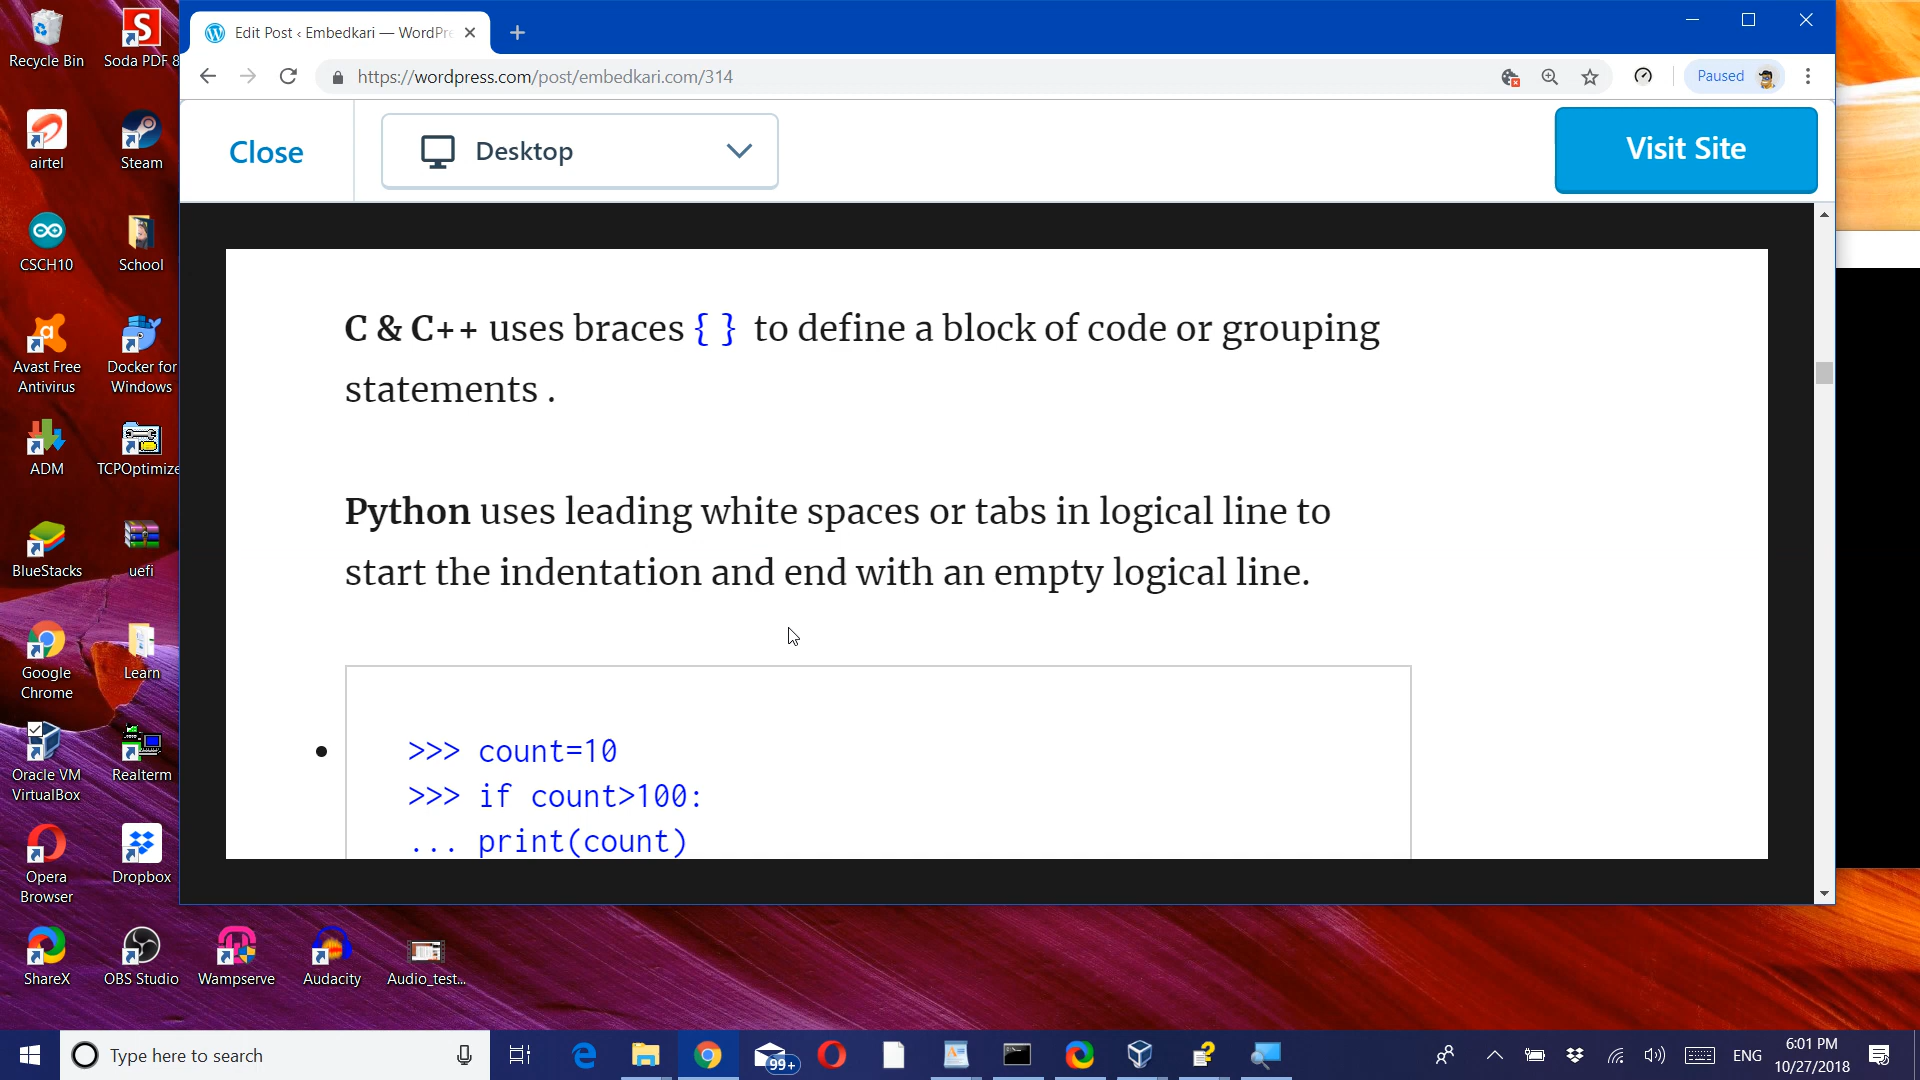 Recycle Bin
Soda PDF 8
airtel
Steam
CSCH10
School
Avast Free
Antivirus
Docker for
Windows
ADM
TCPOptimize
BlueStacks
uefi
Google
Chrome
Learn
Oracle VM
VirtualBox
Realterm
Opera
Browser
Dropbox
ShareX
OBS Studio
Wampserve
Audacity
Audio_test...
Edit Post ‹ Embedkari — WordPre
https://wordpress.com/post/embedkari.com/314
Paused
Close
Desktop
Visit Site
C & C++ uses braces { } to define a block of code or grouping
statements .
Python uses leading white spaces or tabs in logical line to
start the indentation and end with an empty logical line.
>>> count=10
>>> if count>100:
... print(count)
Type here to search
99+
ENG
6:01 PM
10/27/2018